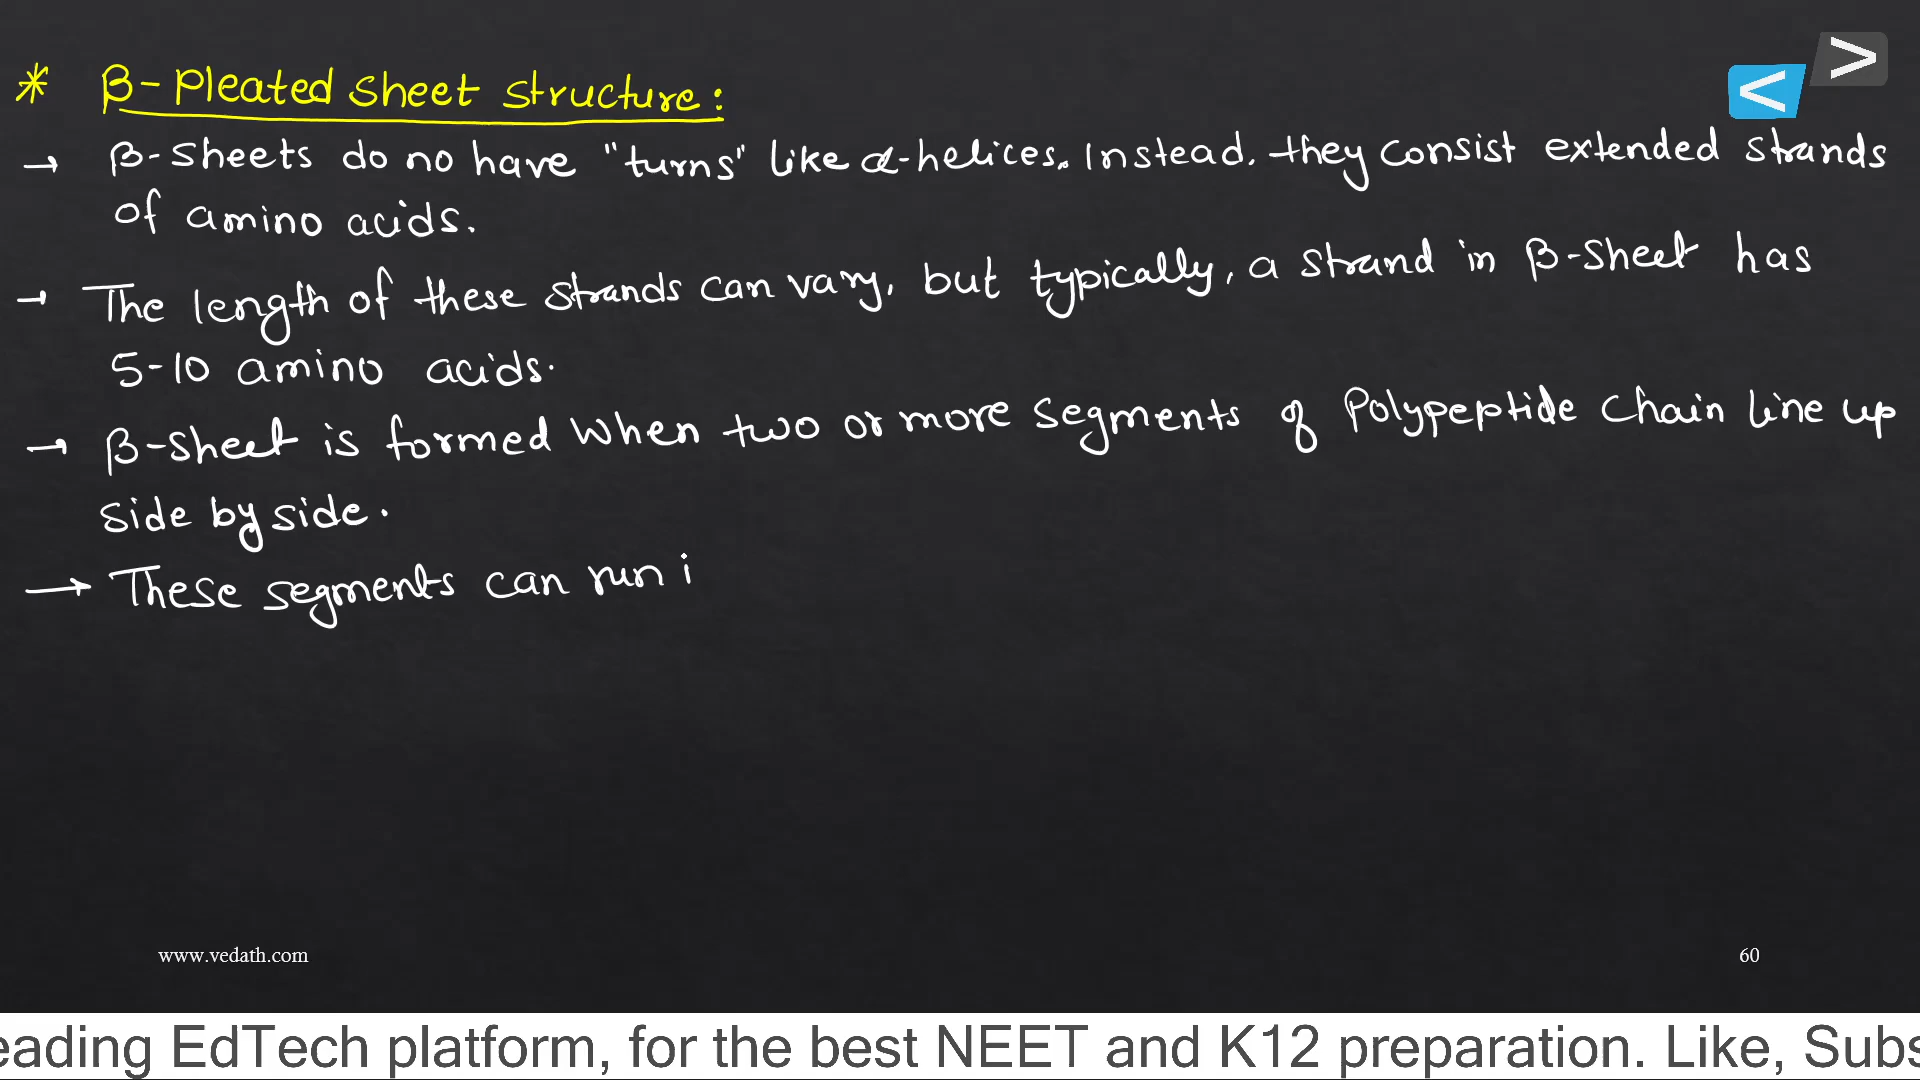 * β-Pleated sheet structure:
→ β-sheets do no have "turns" like α-helices. Instead. they consist extended strands
of amino acids.
→ The length of these strands can vary, but typically, a strand in β-sheet has
5-10 amino acids.
→ β-sheet is formed when two or more segments of Polypeptide chain line up
side by side.
→ These segments can run i
www.vedath.com
60
eading EdTech platform, for the best NEET and K12 preparation. Like, Subs